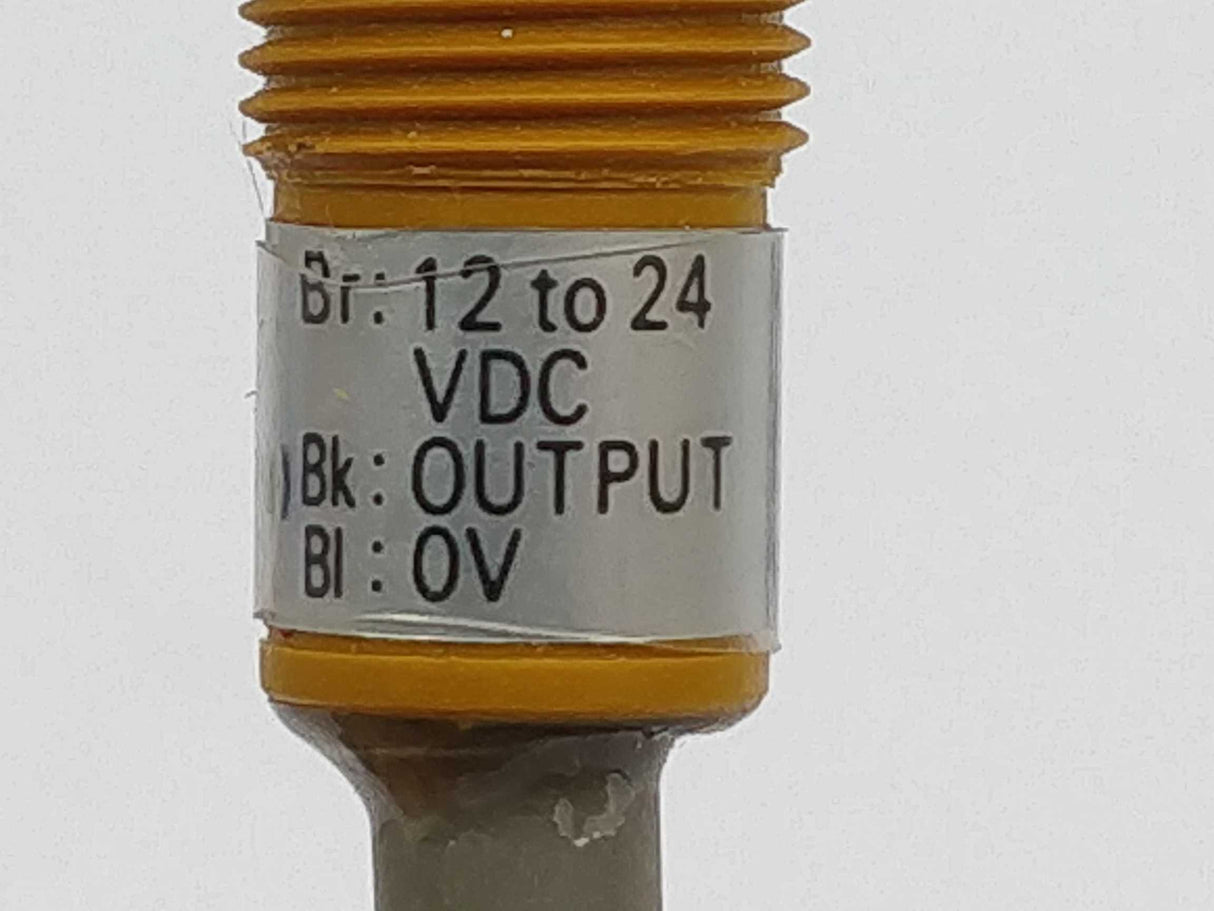 Br: 12 to 24
VDC
Bk: OUTPUT
Bl: 0V